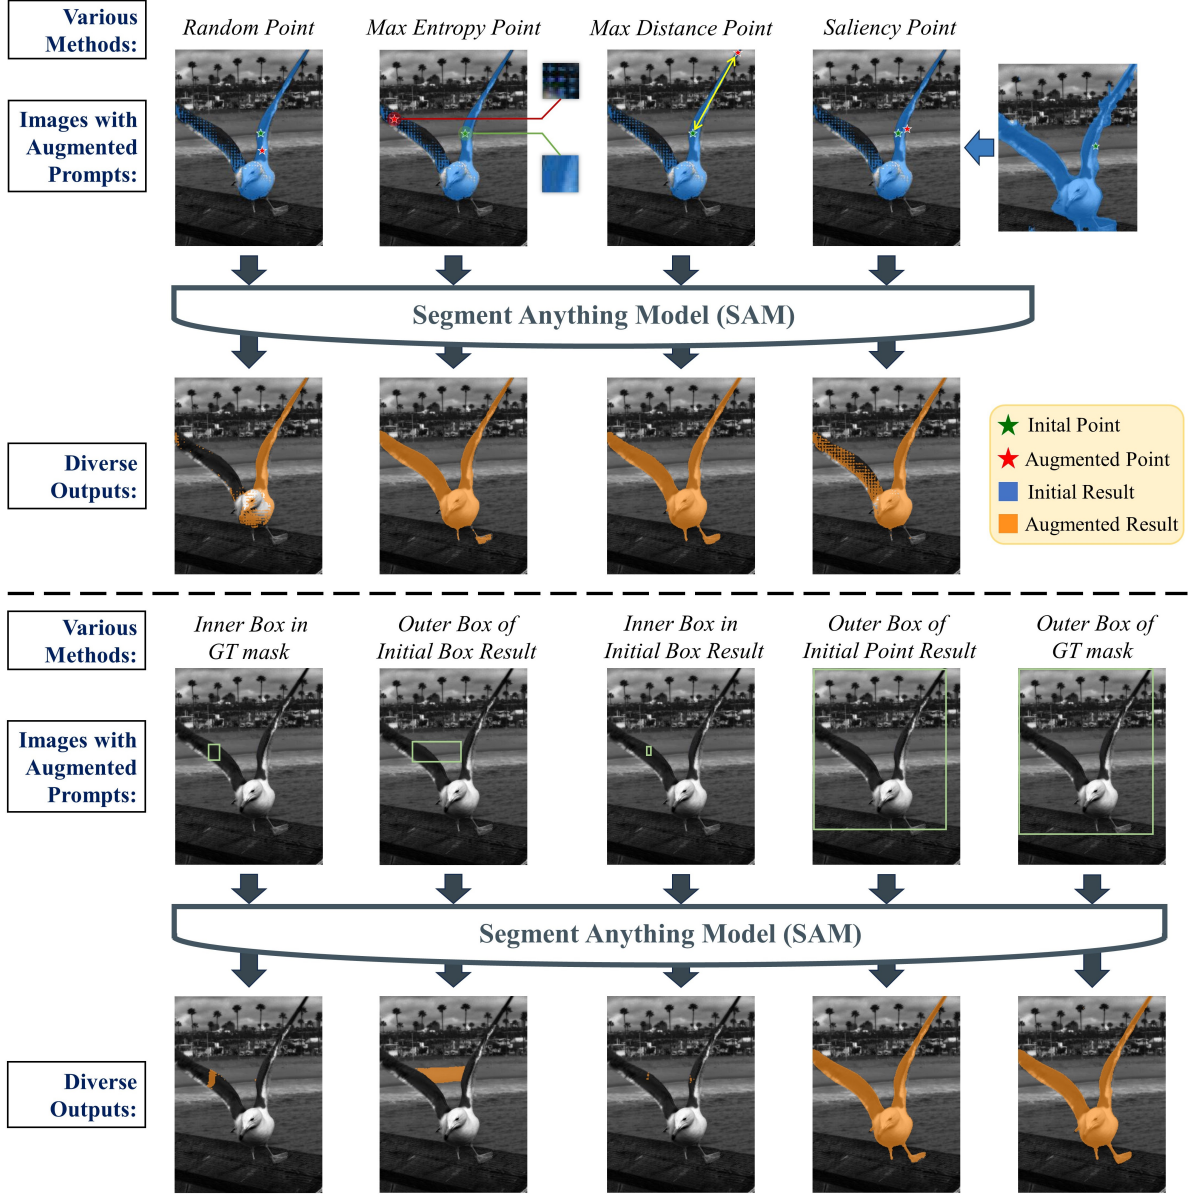 Various
Methods:
Random Point
Max Entropy Point
Max Distance Point
Saliency Point
Images with
Augmented
Prompts:
Segment Anything Model (SAM)
Diverse
Outputs:
Inital Point
Augmented Point
Initial Result
Augmented Result
Various
Methods:
Inner Box in
GT mask
Outer Box of
Initial Box Result
Inner Box in
Initial Box Result
Outer Box of
Initial Point Result
Outer Box of
GT mask
Images with
Augmented
Prompts:
Segment Anything Model (SAM)
Diverse
Outputs: